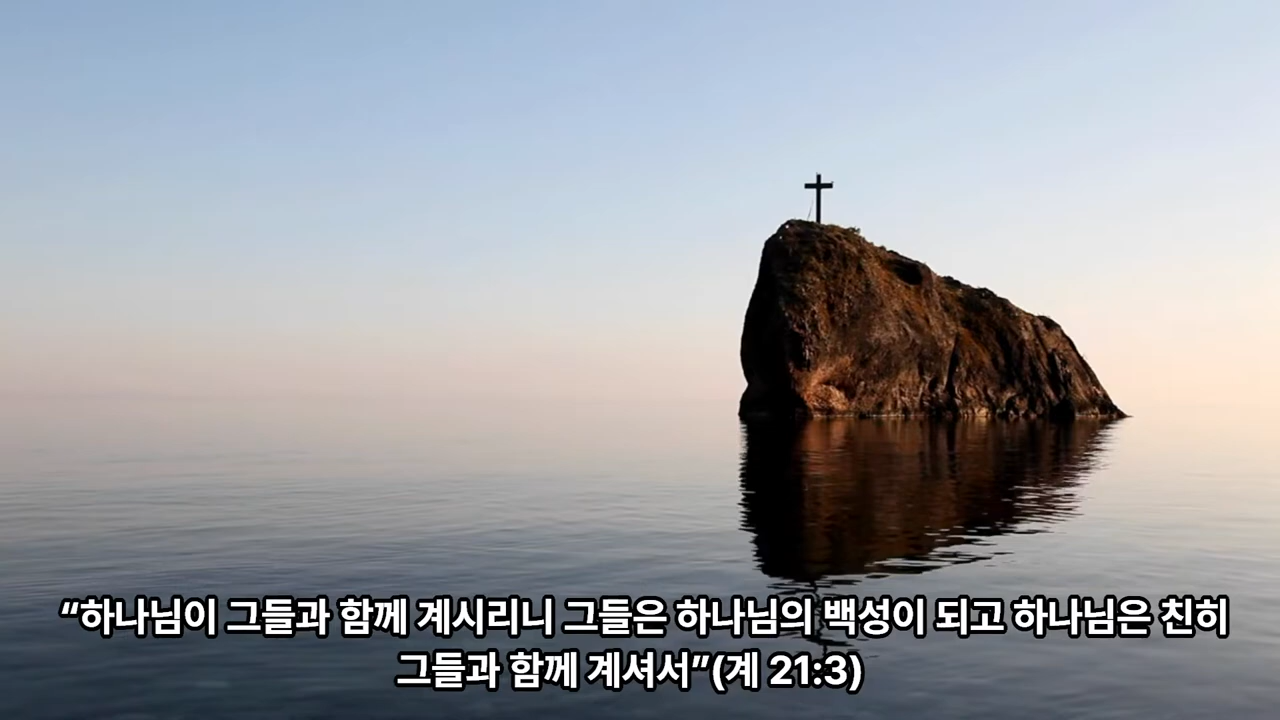 “하나님이 그들과 함께 계시리니 그들은 하나님의 백성이 되고 하나님은 친히
그들과 함께 계셔서”(계 21:3)